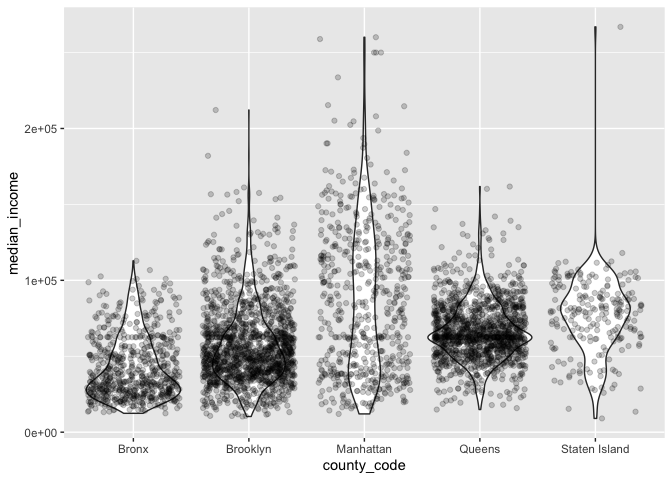 median_income
2e+05
1e+05
0e+00
Bronx Brooklyn Manhattan Queens Staten Island
county_code